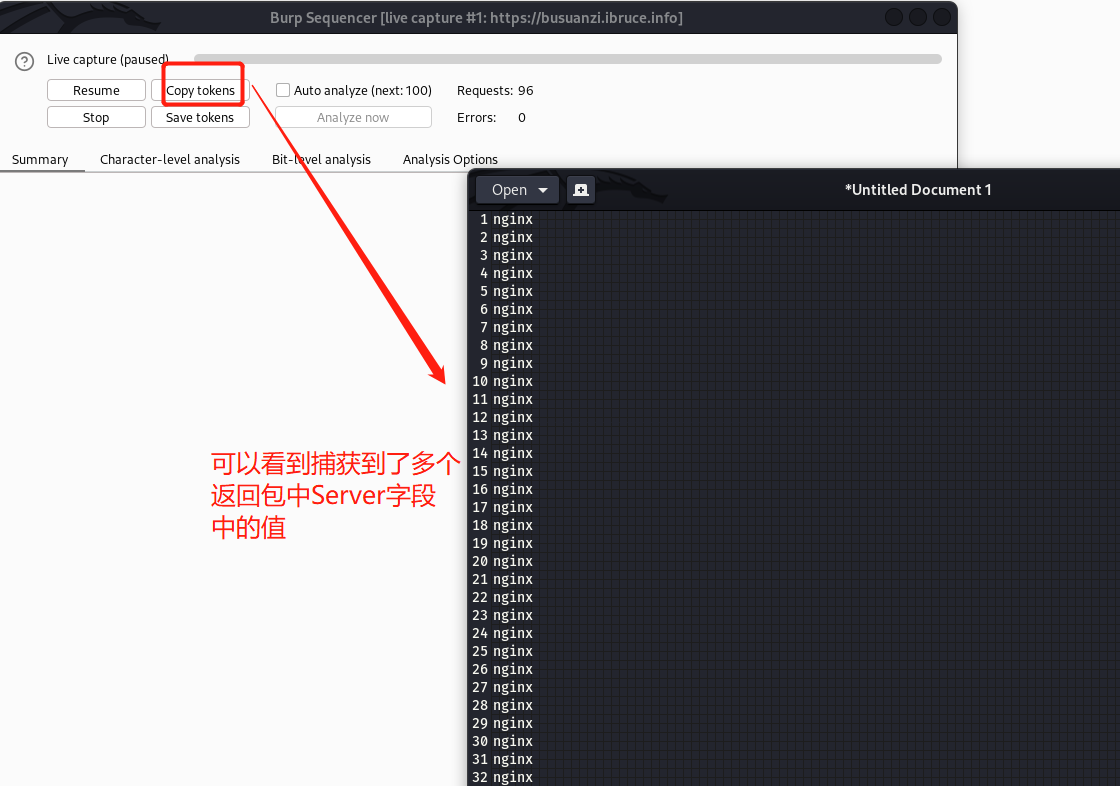 Burp Sequencer [live capture #1: https://busuanzi.ibruce.info]
Live capture (paused)
Resume
Copy tokens
Auto analyze (next: 100)
Requests: 96
Stop
Save tokens
Analyze now
Errors: 0
Summary
Character-level analysis
Bit-level analysis
Analysis Options
Open
*Untitled Document 1
1 nginx
2 nginx
3 nginx
4 nginx
5 nginx
6 nginx
7 nginx
8 nginx
9 nginx
10 nginx
11 nginx
12 nginx
13 nginx
14 nginx
15 nginx
16 nginx
17 nginx
18 nginx
19 nginx
20 nginx
21 nginx
22 nginx
23 nginx
24 nginx
25 nginx
26 nginx
27 nginx
28 nginx
29 nginx
30 nginx
31 nginx
32 nginx
可以看到捕获到了多个
返回包中Server字段
中的值